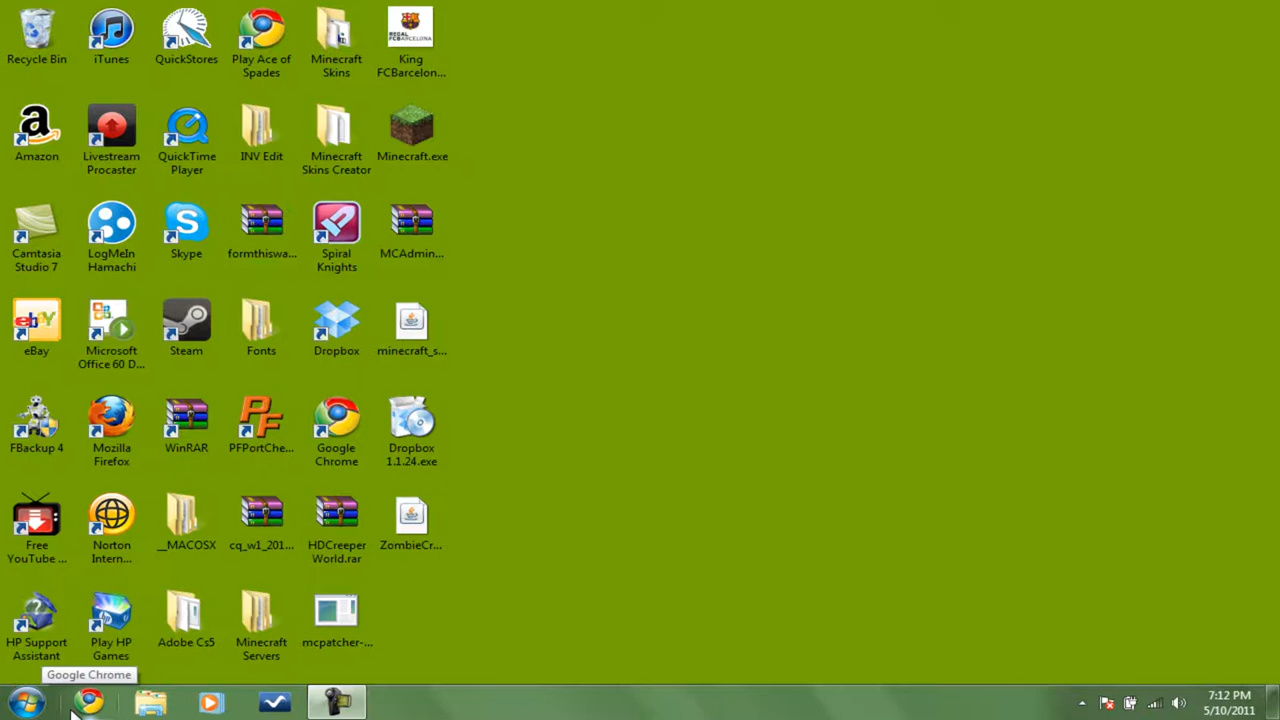 Recycle Bin
iTunes
QuickStores
Play Ace of
Spades
Minecraft
Skins
REGAL
FCBARCELONA
King
FCBarcelon...
Amazon
Livestream
Procaster
QuickTime
Player
INV Edit
Minecraft
Skins Creator
Minecraft.exe
Camtasia
Studio 7
LogMeIn
Hamachi
Skype
formthiswa...
Spiral
Knights
MCAdmin...
eBay
Microsoft
Office 60 D...
Steam
Fonts
Dropbox
minecraft_s...
FBackup 4
Mozilla
Firefox
WinRAR
PF
PFPortChe...
Google
Chrome
Dropbox
1.1.24.exe
Free
YouTube ...
Norton
Intern...
__MACOSX
cq_w1_201...
HDCreeper
World.rar
ZombieCr...
HP Support
Assistant
Play HP
Games
Adobe Cs5
Minecraft
Servers
mcpatcher-...
Google Chrome
7:12 PM
5/10/2011